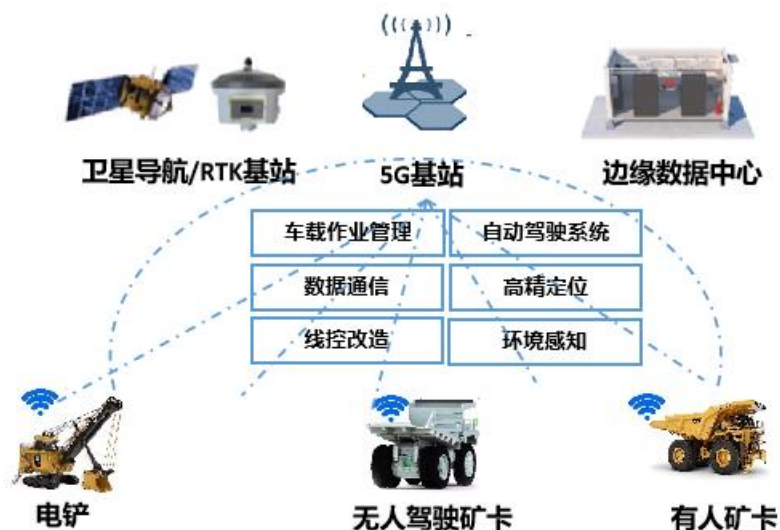 卫星导航/RTK基站
5G基站
边缘数据中心
车载作业管理
自动驾驶系统
数据通信
高精定位
线控改造
环境感知
电铲
无人驾驶矿卡
有人矿卡